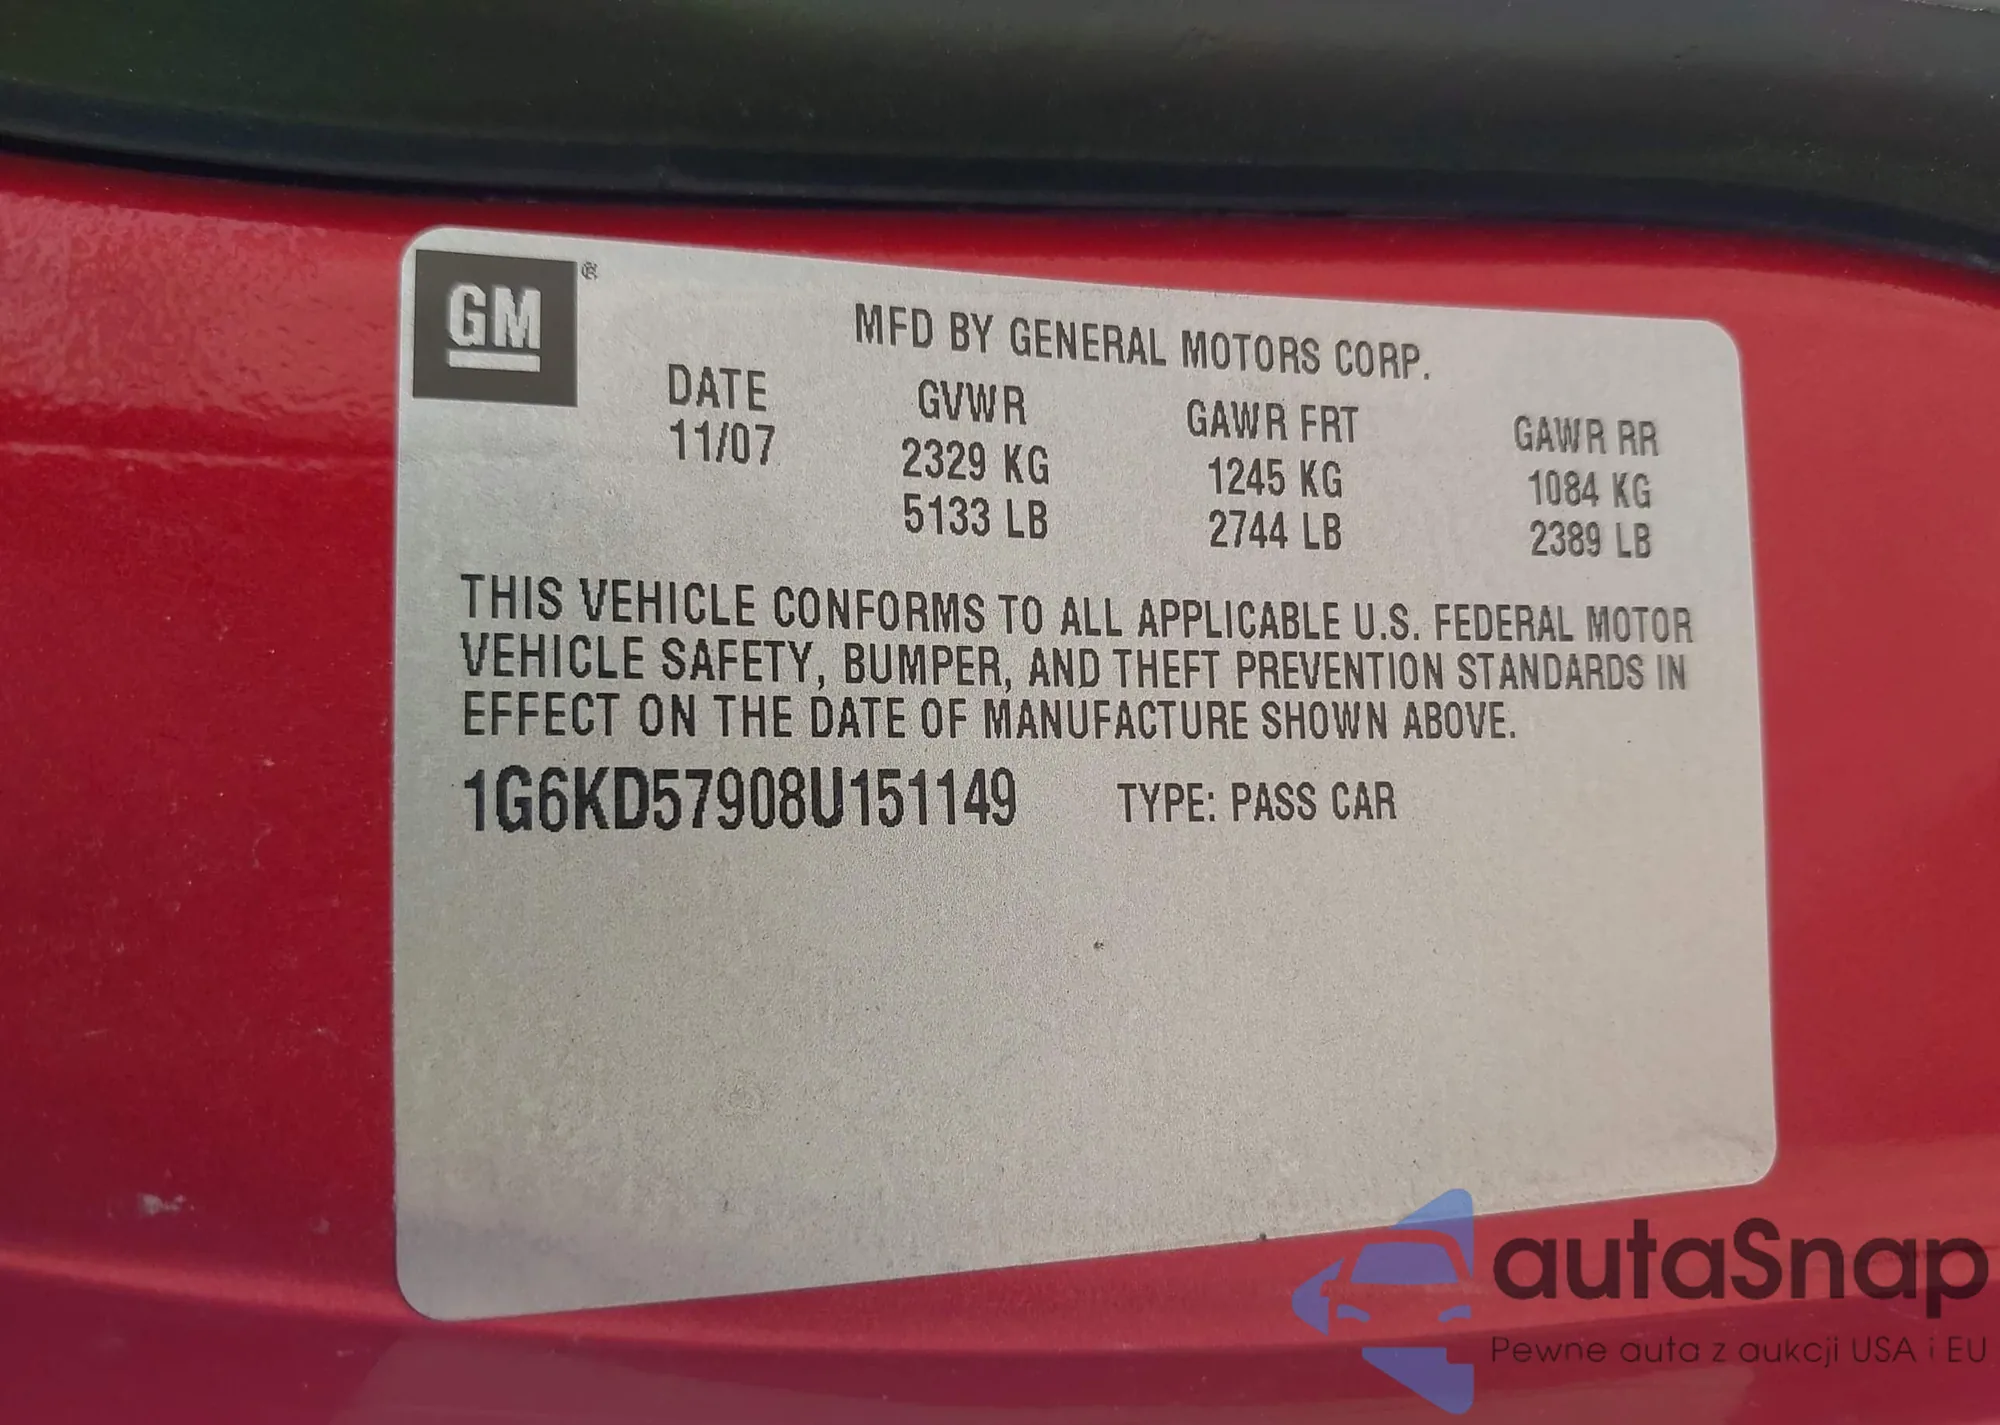 GM ®
MFD BY GENERAL MOTORS CORP.
DATE GVWR GAWR FRT GAWR RR
11/07 2329 KG 1245 KG 1084 KG
5133 LB 2744 LB 2389 LB
THIS VEHICLE CONFORMS TO ALL APPLICABLE U.S. FEDERAL MOTOR
VEHICLE SAFETY, BUMPER, AND THEFT PREVENTION STANDARDS IN
EFFECT ON THE DATE OF MANUFACTURE SHOWN ABOVE.
1G6KD57908U151149 TYPE: PASS CAR
autaSnap
Pewne auta z aukcji USA i EU